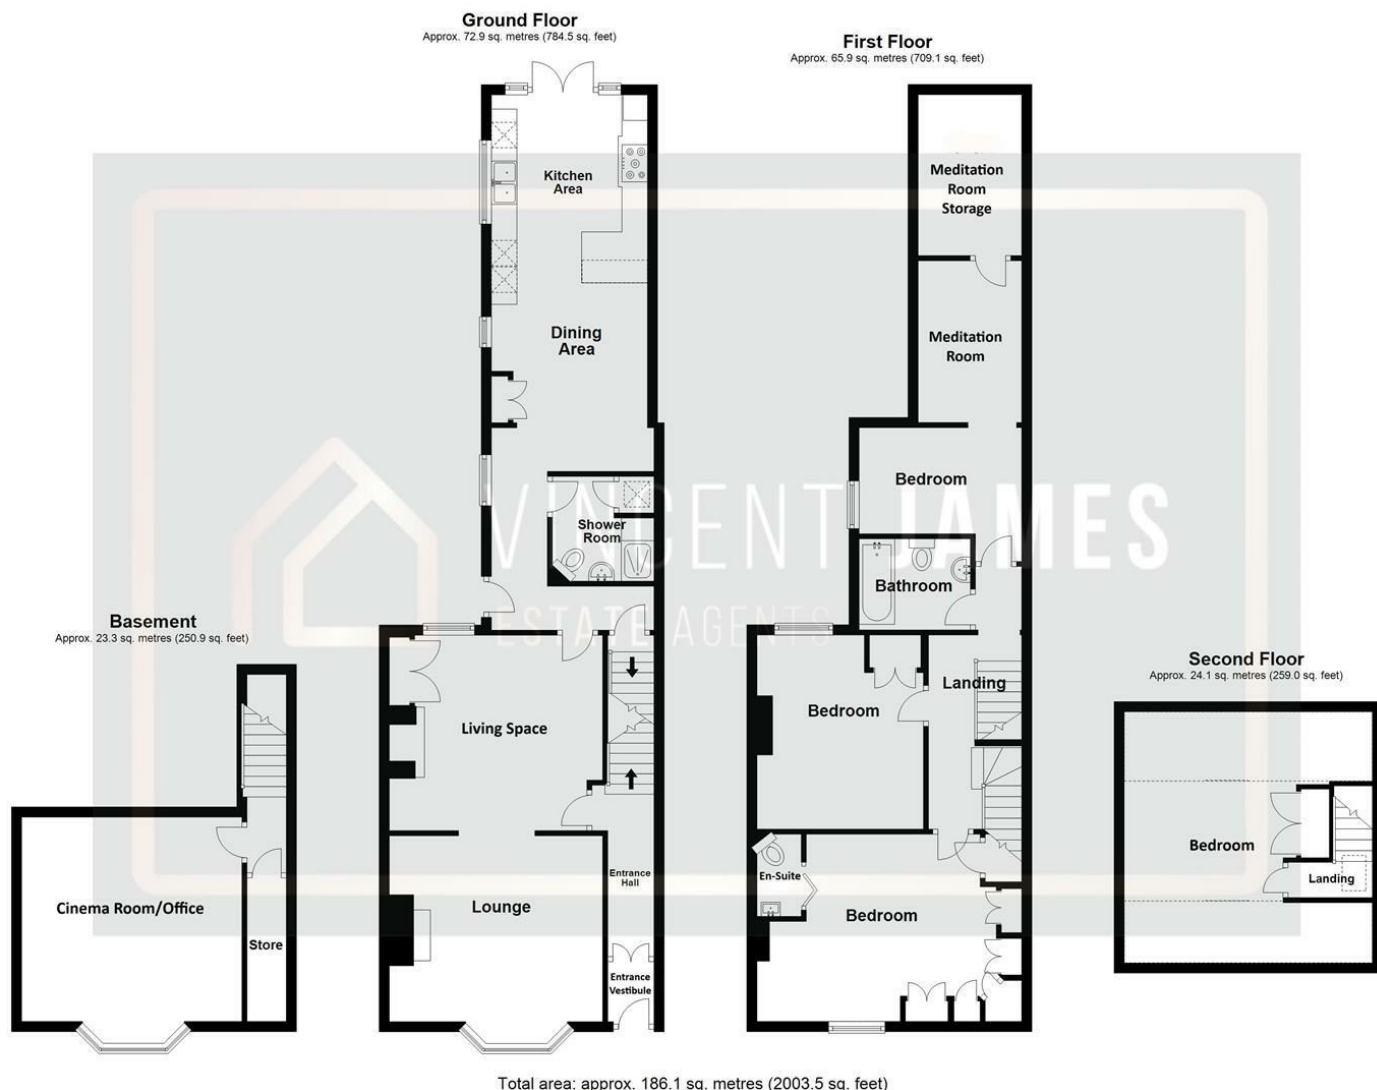 Ground Floor
Approx. 72.9 sq. metres (784.5 sq. feet)
First Floor
Approx. 65.9 sq. metres (709.1 sq. feet)
Kitchen
Area
Meditation
Room
Storage
Dining
Area
Meditation
Room
Bedroom
Shower
Room
VINCENT JAMES
ESTATE AGENTS
Bathroom
Basement
Approx. 23.3 sq. metres (250.9 sq. feet)
Second Floor
Approx. 24.1 sq. metres (259.0 sq. feet)
Living Space
Bedroom
Landing
Cinema Room/Office
Store
Lounge
Entrance
Hall
Entrance
Vestibule
En-Suite
Bedroom
Bedroom
Landing
Total area: approx. 186.1 sq. metres (2003.5 sq. feet)